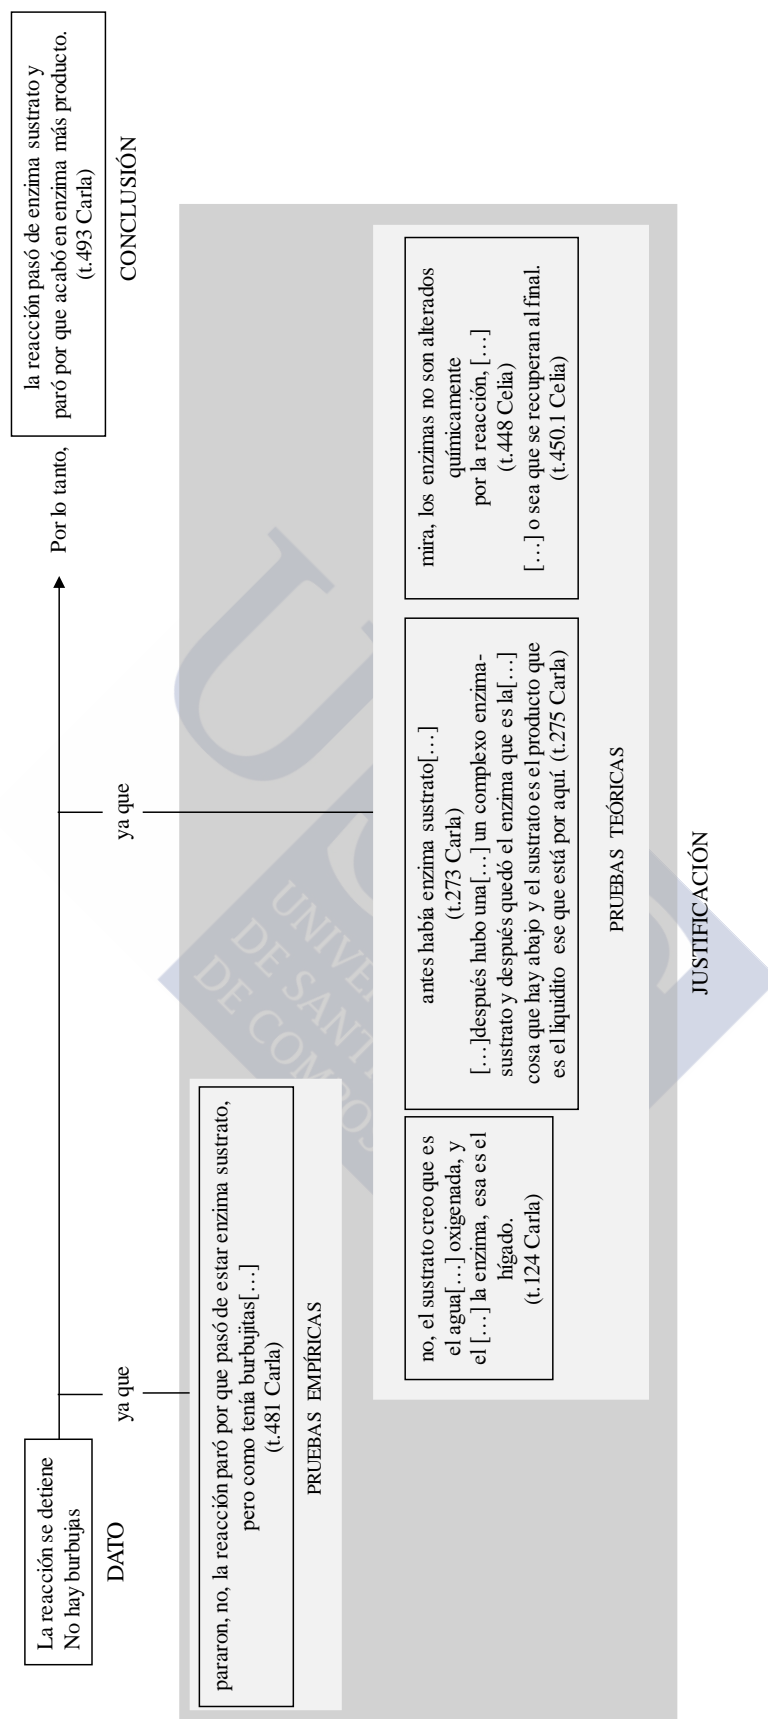 La reacción se detiene
No hay burbujas
DATO
ya que
pararon, no, la reacción paró por que pasó de estar enzima sustrato,
pero como tenía burbujitas[…]
(t.481 Carla)
PRUEBAS EMPÍRICAS
ya que
no, el sustrato creo que es
el agua[…] oxigenada, y
el […] la enzima, esa es el
hígado.
(t.124 Carla)
antes había enzima sustrato[…]
(t.273 Carla)
[…]después hubo una[…] un complejo enzima-
sustrato y después quedó el enzima que es la[…]
cosa que hay abajo y el sustrato es el producto que
es el liquidito ese que está por aquí. (t.275 Carla)
mira, los enzimas no son alterados
químicamente
por la reacción, […]
(t.448 Celia)
[…] o sea que se recuperan al final.
(t.450.1 Celia)
PRUEBAS TEÓRICAS
JUSTIFICACIÓN
Por lo tanto,
la reacción pasó de enzima sustrato y
paró por que acabó en enzima más producto.
(t.493 Carla)
CONCLUSIÓN